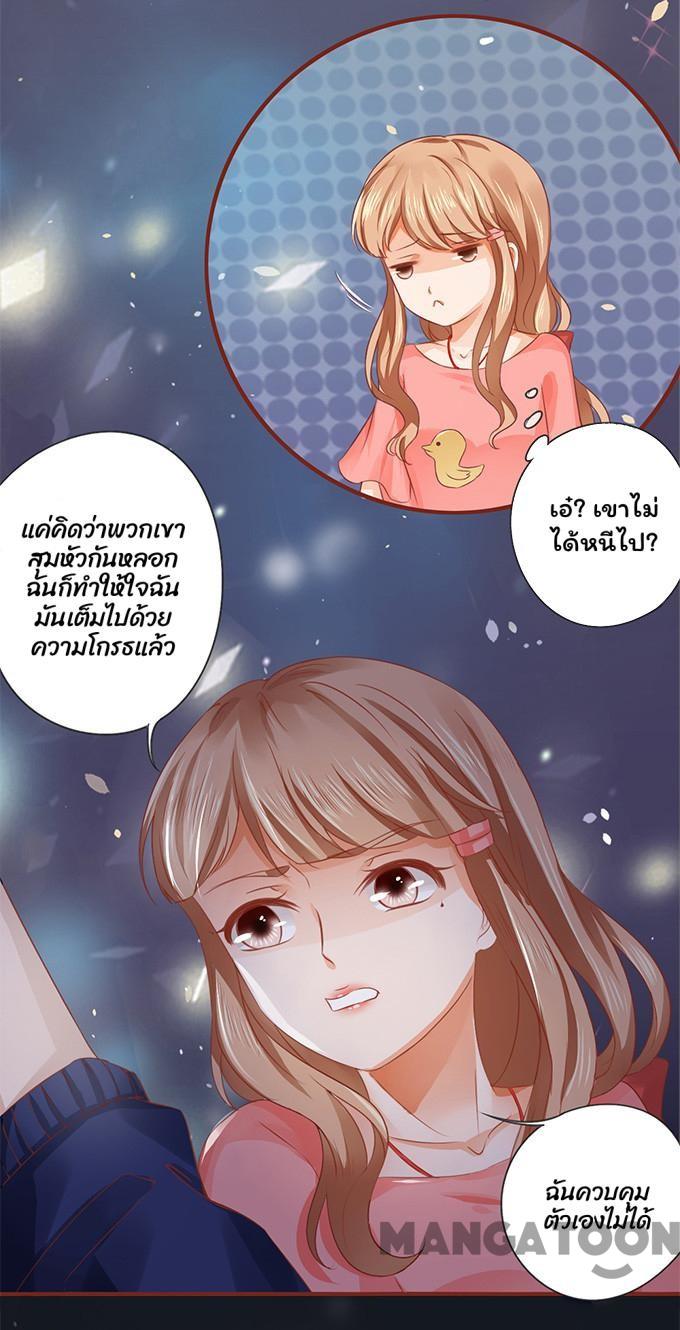 เอ๋? เขาไม่
ได้หนีไป?
แค่คิดว่าพวกเขา
สุมหัวกันหลอก
ฉันก็ทำให้ใจฉัน
มันเต็มไปด้วย
ความโกรธแล้ว
ฉันควบคุม
ตัวเองไม่ได้
MANGATOON